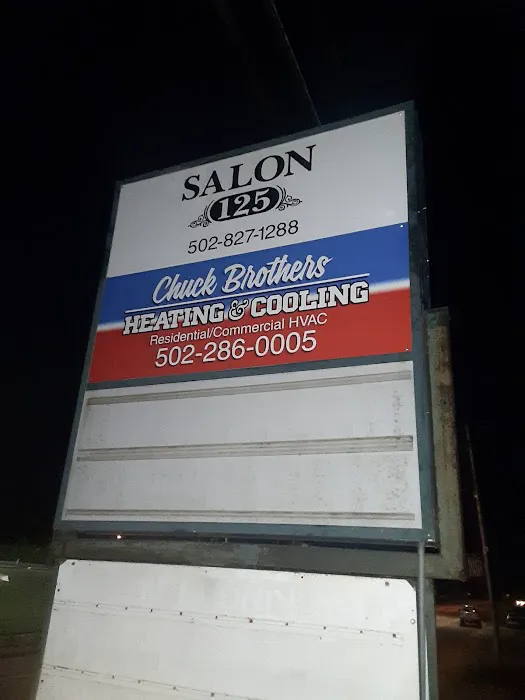 SALON
125
502-827-1288
Chuck Brothers
HEATING & COOLING
Residential/Commercial HVAC
502-286-0005